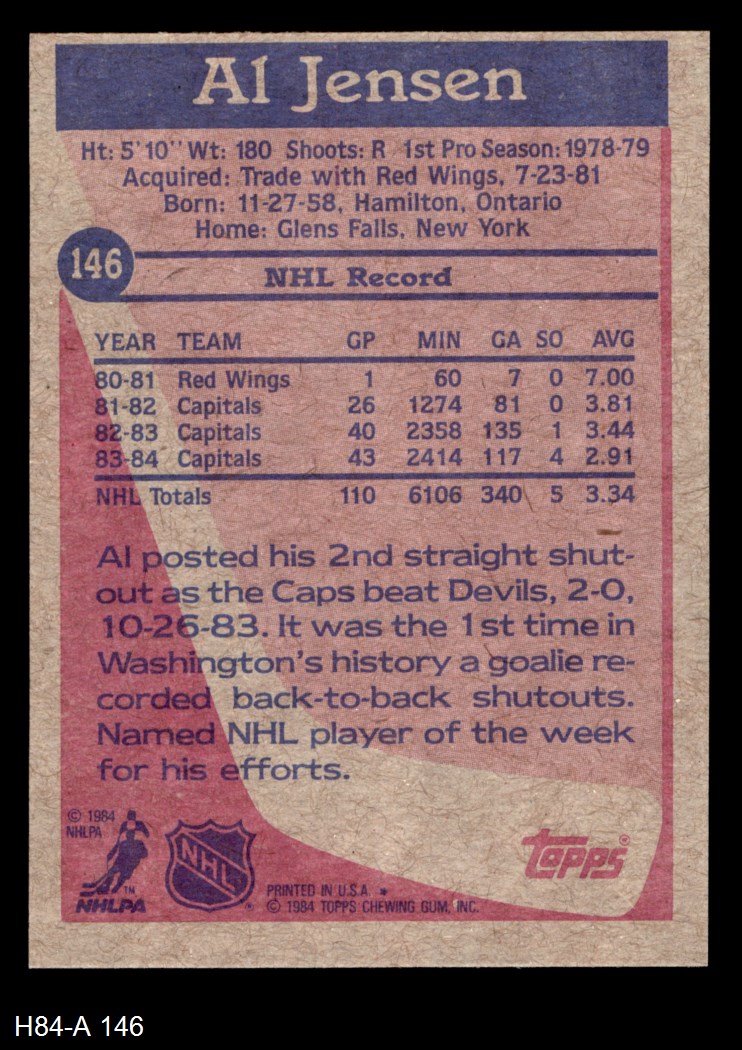 Al Jensen
Ht: 5'10" Wt: 180 Shoots: R 1st Pro Season: 1978-79
Acquired: Trade with Red Wings, 7-23-81
Born: 11-27-58, Hamilton, Ontario
Home: Glens Falls, New York
146
NHL Record
YEAR TEAM GP MIN GA SO AVG
80-81 Red Wings 1 60 7 0 7.00
81-82 Capitals 26 1274 81 0 3.81
82-83 Capitals 40 2358 135 1 3.44
83-84 Capitals 43 2414 117 4 2.91
NHL Totals 110 6106 340 5 3.34
Al posted his 2nd straight shut-
out as the Caps beat Devils, 2-0,
10-26-83. It was the 1st time in
Washington's history a goalie re-
corded back-to-back shutouts.
Named NHL player of the week
for his efforts.
© 1984
NHLPA
TM
NHLPA
NHL
®
PRINTED IN U.S.A *
© 1984 TOPPS CHEWING GUM, INC.
topps®
H84-A 146